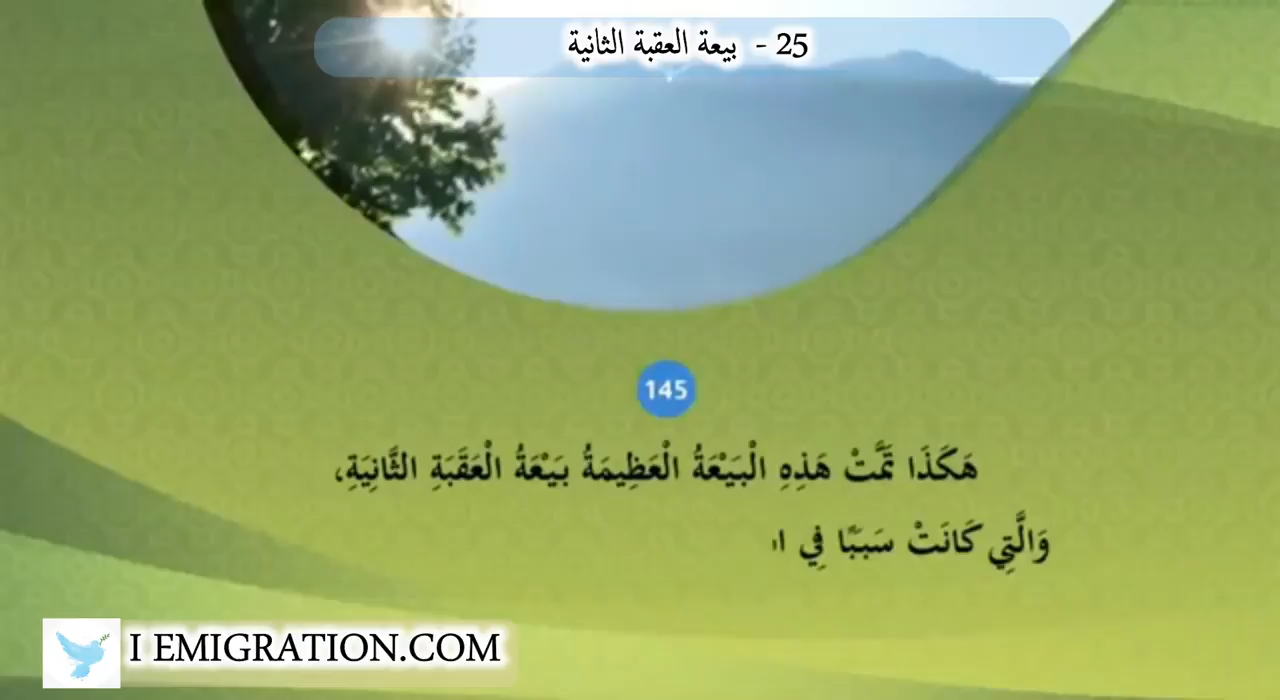 25 - بيعة العقبة الثانية
145
هَكَذَا تَمَّتْ هَذِهِ الْبَيْعَةُ الْعَظِيمَةُ بَيْعَةُ الْعَقَبَةِ الثَّانِيَةِ،
وَالَّتِي كَانَتْ سَبَبًا فِي
I EMIGRATION.COM